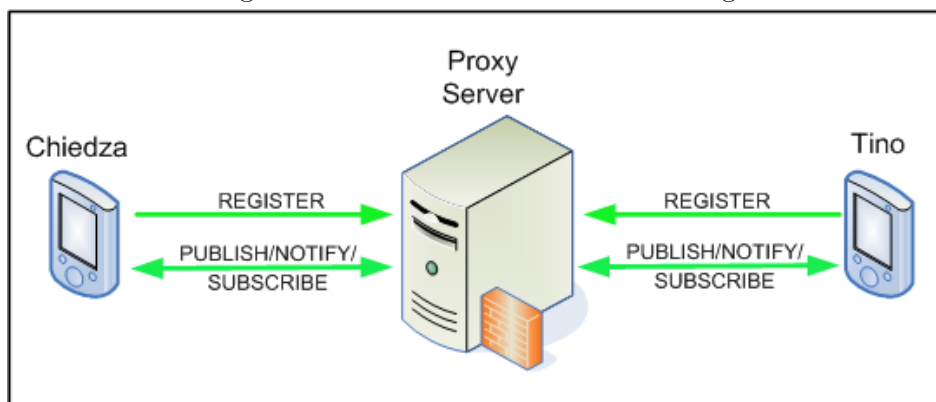 Proxy
Server
Chiedza
Tino
REGISTER
REGISTER
PUBLISH/NOTIFY/
SUBSCRIBE
PUBLISH/NOTIFY/
SUBSCRIBE